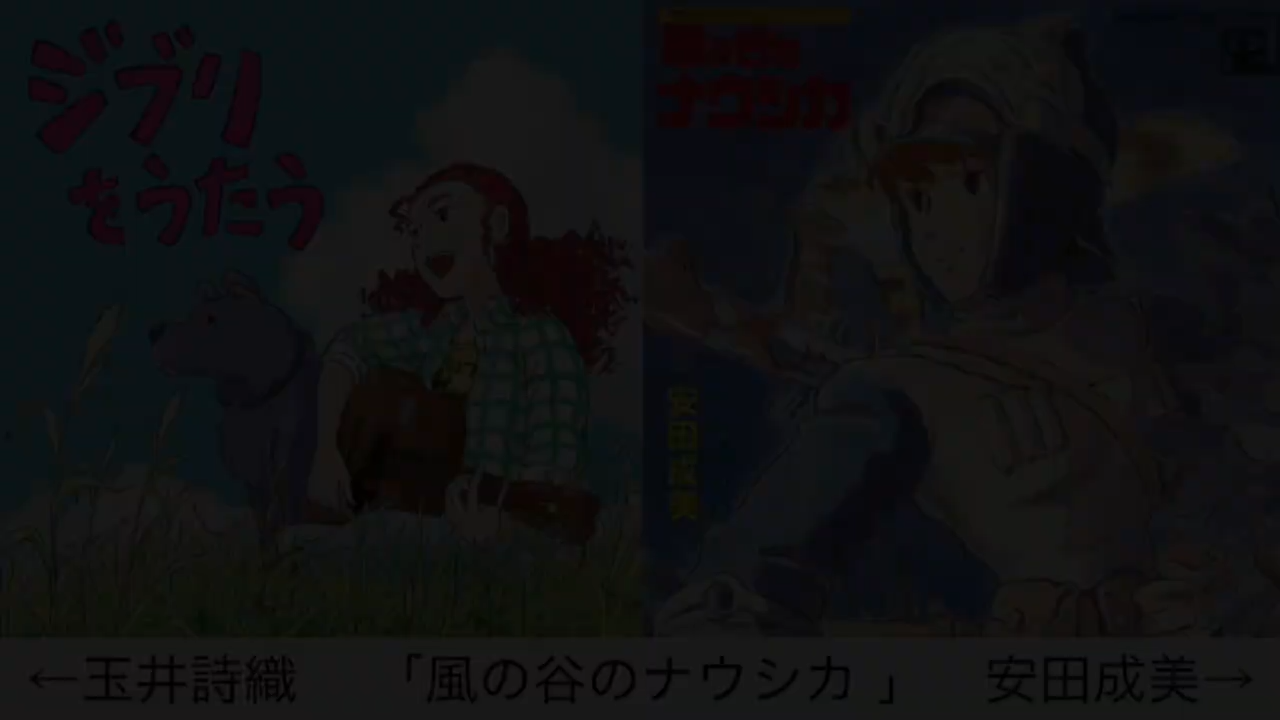 ジブリ
をうたう
風の谷の
ナウシカ
安田成美
←玉井詩織 「風の谷のナウシカ 」 安田成美→